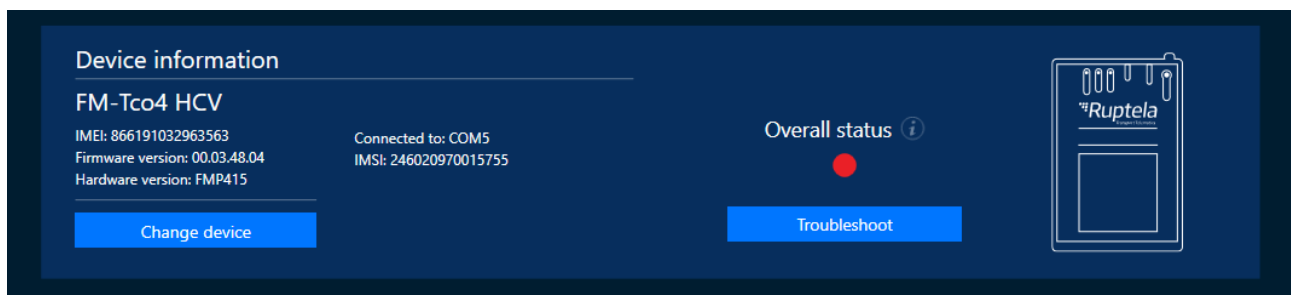 Device information
FM-Tco4 HCV
IMEI: 866191032963563
Firmware version: 00.03.48.04
Hardware version: FMP415
Connected to: COM5
IMSI: 246020970015755
Change device
Overall status
i
Troubleshoot
Ruptela